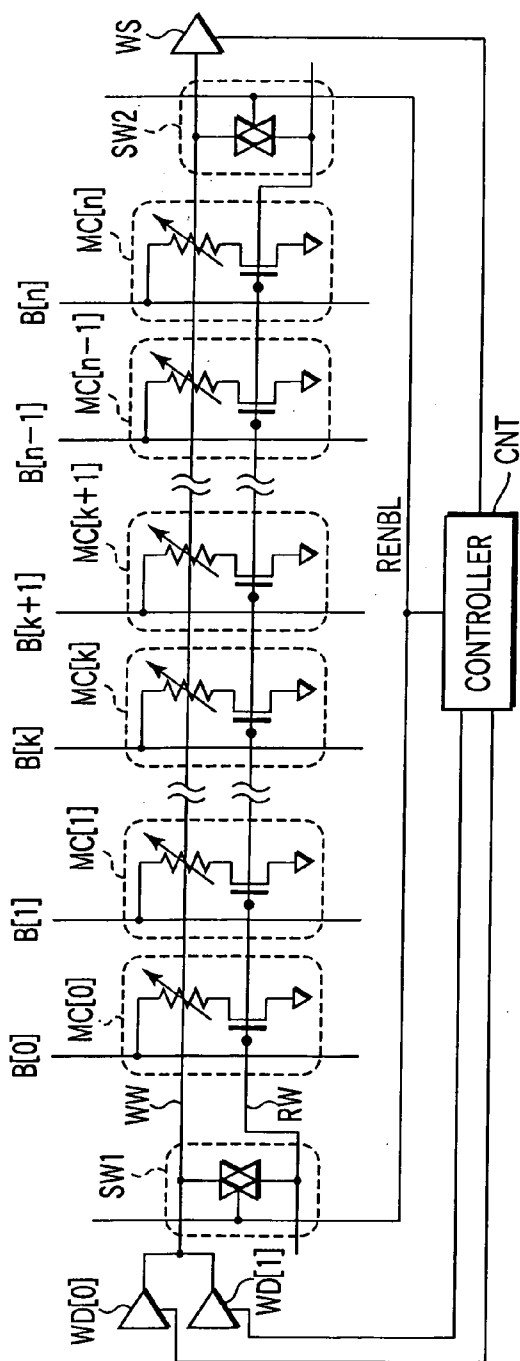 B[0]
B[1]
B[k]
B[k+1]
B[n-1]
B[n]
MC[0]
MC[1]
MC[k]
MC[k+1]
MC[n-1]
MC[n]
SW1
WW
RW
SW2
WS
WD[0]
WD[1]
RENBL
CONTROLLER
CNT